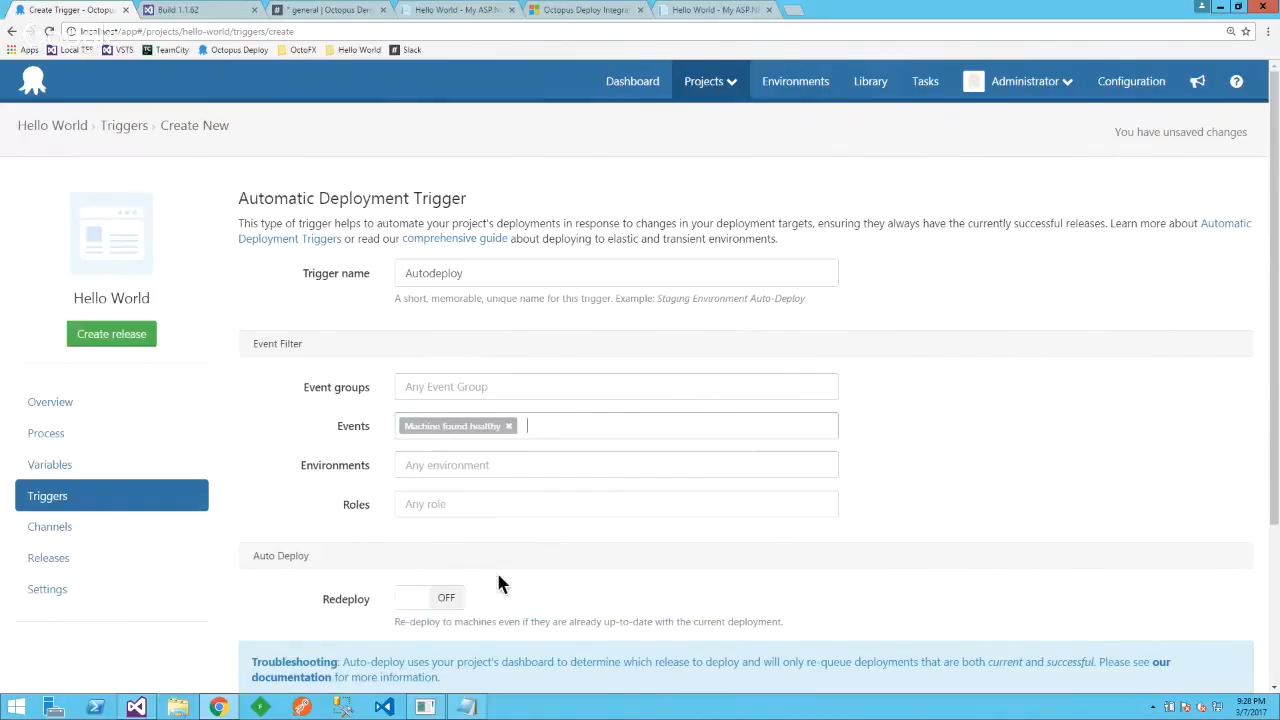 Create Trigger - Octopus
Build 1.1.62
* general | Octopus Dem
Hello World - My ASP.N
Octopus Deploy Integrat
Hello World - My ASP.N
localhost/app#/projects/hello-world/triggers/create
Apps
Local TFS
VSTS
TeamCity
Octopus Deploy
OctoFX
Hello World
Slack
Dashboard
Projects
Environments
Library
Tasks
Administrator
Configuration
Hello World › Triggers › Create New
You have unsaved changes
Hello World
Create release
Overview
Process
Variables
Triggers
Channels
Releases
Settings
Automatic Deployment Trigger
This type of trigger helps to automate your project's deployments in response to changes in your deployment targets, ensuring they always have the currently successful releases. Learn more about Automatic
Deployment Triggers or read our comprehensive guide about deploying to elastic and transient environments.
Trigger name
Autodeploy
A short, memorable, unique name for this trigger. Example: Staging Environment Auto-Deploy
Event Filter
Event groups
Any Event Group
Events
Machine found healthy ×
Environments
Any environment
Roles
Any role
Auto Deploy
Redeploy
OFF
Re-deploy to machines even if they are already up-to-date with the current deployment.
Troubleshooting: Auto-deploy uses your project's dashboard to determine which release to deploy and will only re-queue deployments that are both current and successful. Please see our
documentation for more information.
9:28 PM
3/7/2017